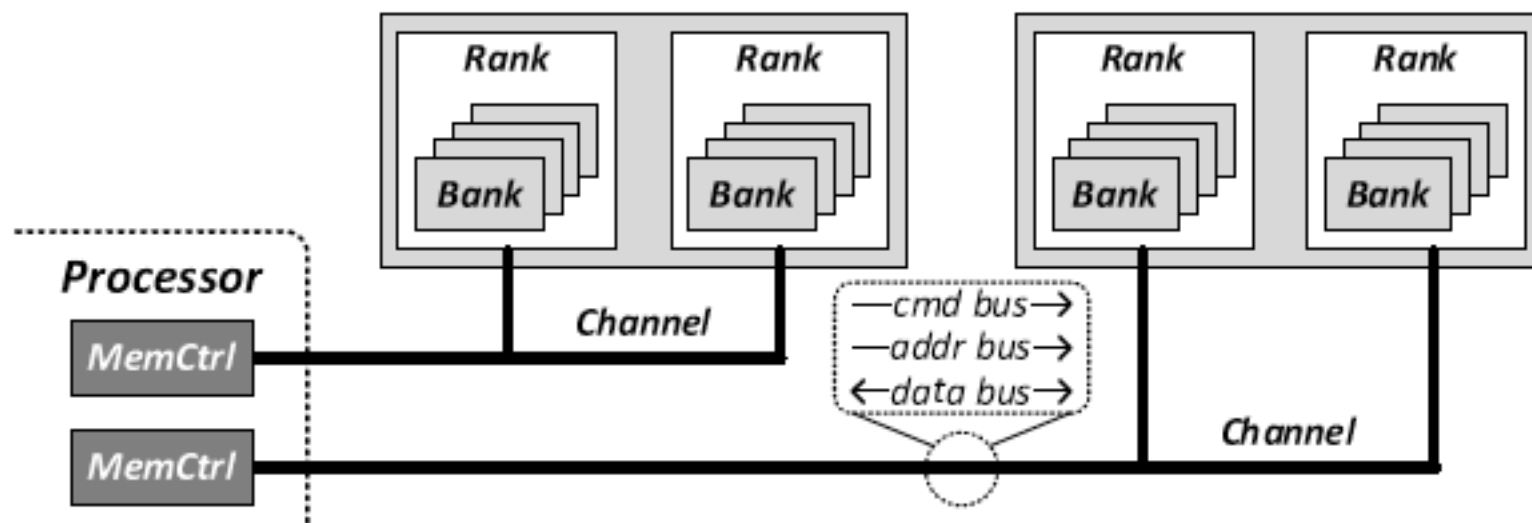 Rank
Rank
Rank
Rank
Bank
Bank
Bank
Bank
Processor
MemCtrl
Channel
cmd bus
addr bus
data bus
MemCtrl
Channel